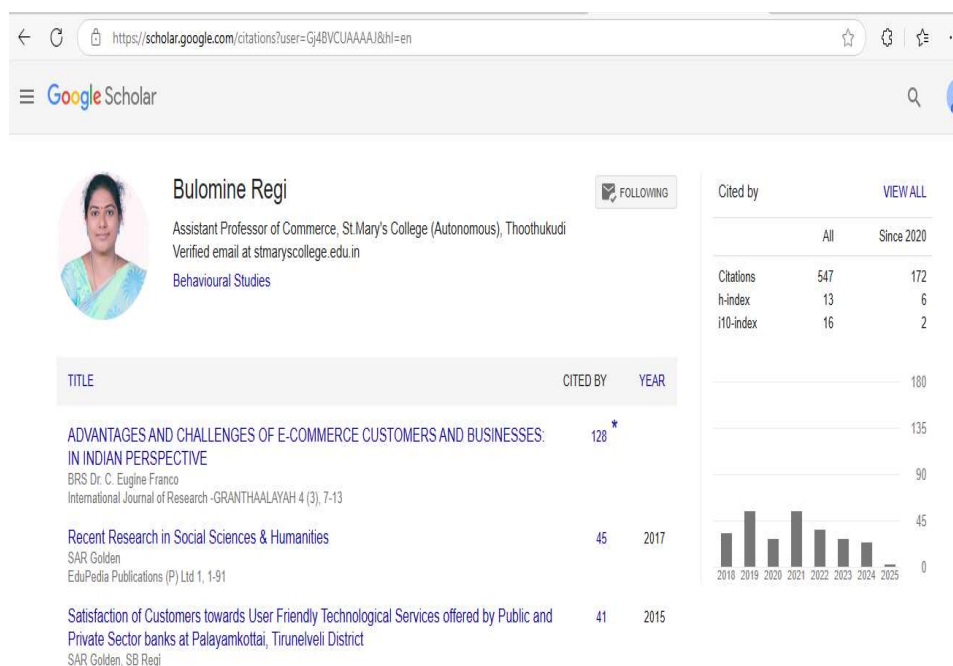 https://scholar.google.com/citations?user=Gj4BVCUAAAAJ&hl=en
Google Scholar
Bulomine Regi
FOLLOWING
Assistant Professor of Commerce, St.Mary's College (Autonomous), Thoothukudi
Verified email at stmaryscollege.edu.in
Behavioural Studies
TITLE CITED BY YEAR
ADVANTAGES AND CHALLENGES OF E-COMMERCE CUSTOMERS AND BUSINESSES: 128 *
IN INDIAN PERSPECTIVE
BRS Dr. C. Eugine Franco
International Journal of Research -GRANTHAALAYAH 4 (3), 7-13
Recent Research in Social Sciences & Humanities 45 2017
SAR Golden
EduPedia Publications (P) Ltd 1, 1-91
Satisfaction of Customers towards User Friendly Technological Services offered by Public and 41 2015
Private Sector banks at Palayamkottai, Tirunelveli District
SAR Golden, SB Regi
Cited by VIEW ALL
All Since 2020
Citations 547 172
h-index 13 6
i10-index 16 2
180
135
90
45
0
2018 2019 2020 2021 2022 2023 2024 2025